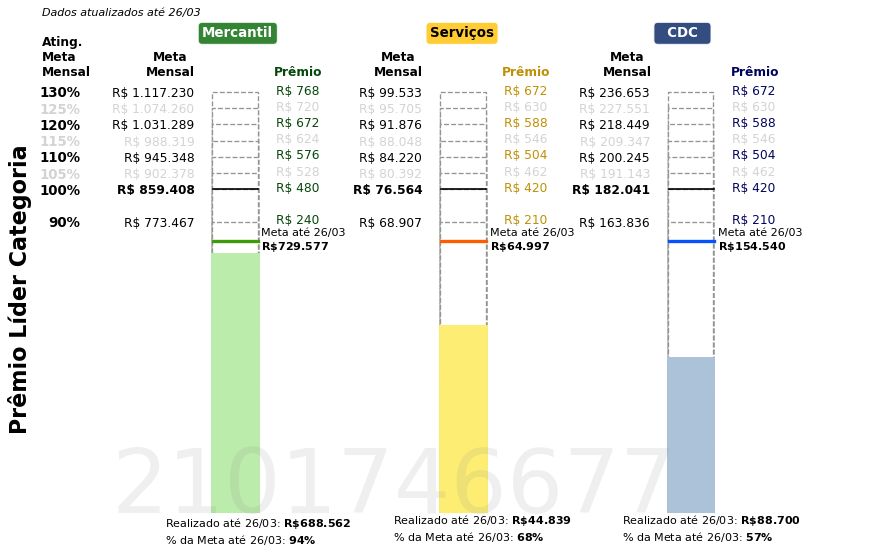 Dados atualizados até 26/03
Mercantil Serviços CDC
Ating. Meta Mensal
Meta Mensal Prêmio Meta Mensal Prêmio Meta Mensal Prêmio
130% R$ 1.117.230 R$ 768 R$ 99.533 R$ 672 R$ 236.653 R$ 672
125% R$ 1.074.260 R$ 720 R$ 95.705 R$ 630 R$ 227.551 R$ 630
120% R$ 1.031.289 R$ 672 R$ 91.876 R$ 588 R$ 218.449 R$ 588
115% R$ 988.319 R$ 624 R$ 88.048 R$ 546 R$ 209.347 R$ 546
110% R$ 945.348 R$ 576 R$ 84.220 R$ 504 R$ 200.245 R$ 504
105% R$ 902.378 R$ 528 R$ 80.392 R$ 462 R$ 191.143 R$ 462
100% R$ 859.408 R$ 480 R$ 76.564 R$ 420 R$ 182.041 R$ 420
90% R$ 773.467 R$ 240 R$ 68.907 R$ 210 R$ 163.836 R$ 210
Meta até 26/03 Meta até 26/03 Meta até 26/03
R$729.577 R$64.997 R$154.540
Prêmio Líder Categoria
2101746677
Realizado até 26/03: R$688.562 Realizado até 26/03: R$44.839 Realizado até 26/03: R$88.700
% da Meta até 26/03: 94% % da Meta até 26/03: 68% % da Meta até 26/03: 57%